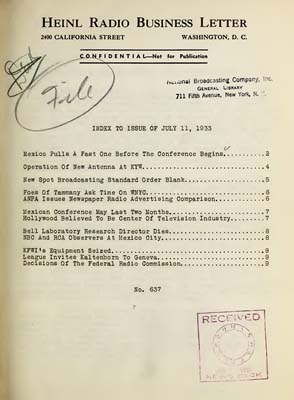 HEINL RADIO BUSINESS LETTER
2400 CALIFORNIA STREET WASHINGTON, D. C.
CONFIDENTIAL—Not for Publication
National Broadcasting Company, Inc.
GENERAL LIBRARY
711 Fifth Avenue, New York, N. Y.
File
INDEX TO ISSUE OF JULY 11, 1933
Mexico Pulls A Fast One Before The Conference Begins..........2
Operation Of New Antenna At KYW...............................4
New Spot Broadcasting Standard Order Blank....................5
Foes Of Tammany Ask Time On WNYC..............................6
ANPA Issues Newspaper Radio Advertising Comparison............6
Mexican Conference May Last Two Months........................7
Hollywood Believed To Be Center Of Television Industry........7
Bell Laboratory Research Director Dies........................8
NBC And RCA Observers At Mexico City..........................8
KFWI's Equipment Seized.......................................9
League Invites Kaltenborn To Geneva...........................9
Decisions Of The Federal Radio Commission.....................9
No. 637
RECEIVED